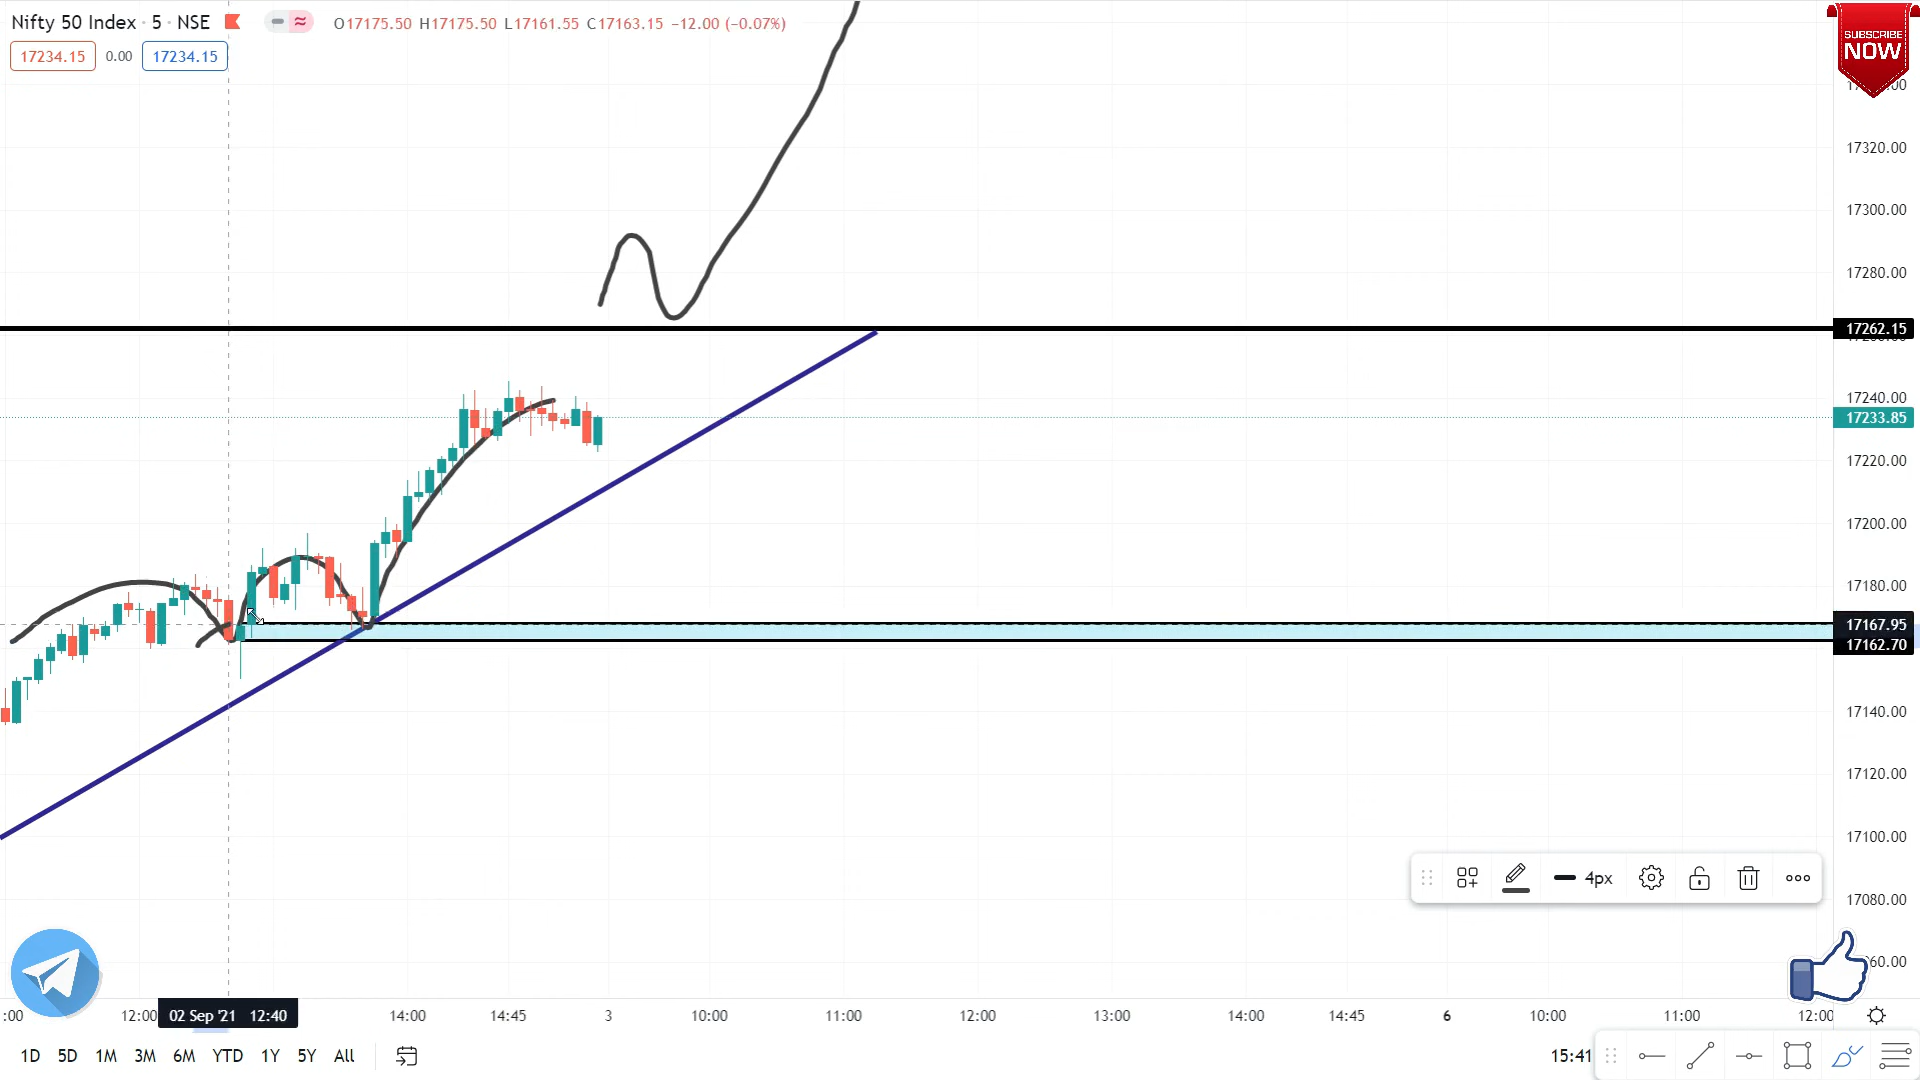 Nifty 50 Index · 5 · NSE O17175.50 H17175.50 L17161.55 C17163.15 −12.00 (−0.07%)
17234.15 0.00 17234.15
SUBSCRIBE
NOW
17320.00
17300.00
17280.00
17262.15
17240.00
17233.85
17220.00
17200.00
17180.00
17167.95
17162.70
17140.00
17120.00
17100.00
4px
17080.00
60.00
:00 12:00 02 Sep '21 12:40 14:00 14:45 3 10:00 11:00 12:00 13:00 14:00 14:45 6 10:00 11:00 12:00
1D 5D 1M 3M 6M YTD 1Y 5Y All 15:41